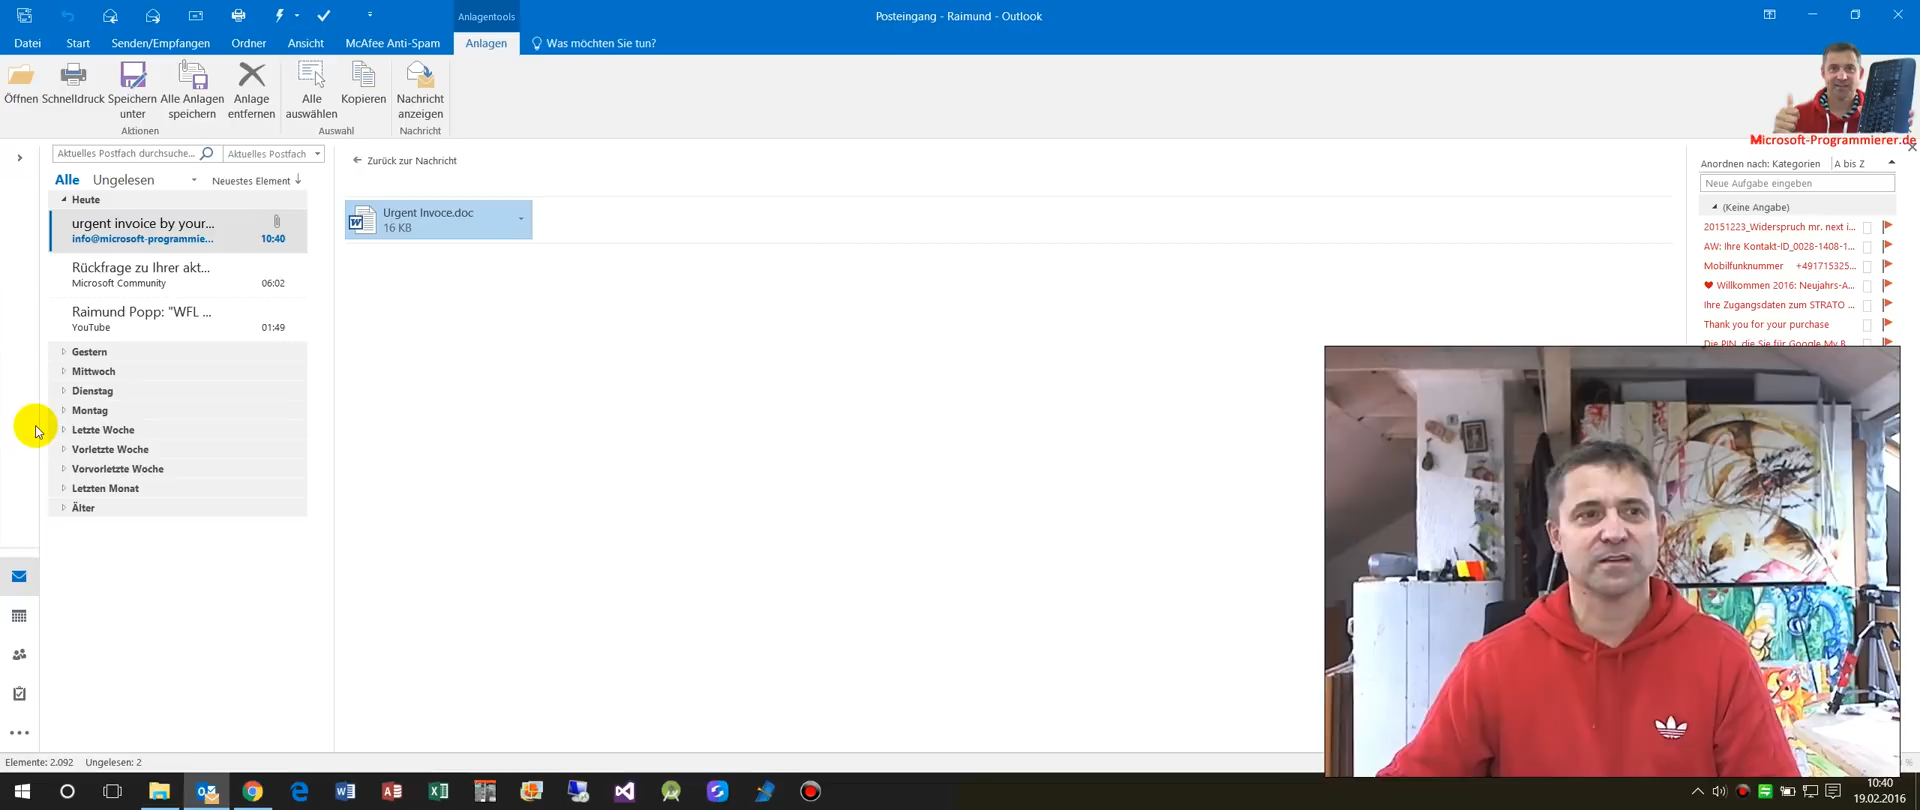 Anlagentools
Posteingang - Raimund - Outlook
Datei
Start
Senden/Empfangen
Ordner
Ansicht
McAfee Anti-Spam
Anlagen
Was möchten Sie tun?
Öffnen
Schnelldruck
Speichern
unter
Alle Anlagen
speichern
Anlage
entfernen
Aktionen
Alle
auswählen
Kopieren
Auswahl
Nachricht
anzeigen
Nachricht
Microsoft-Programmierer.de
Aktuelles Postfach durchsuche...
Aktuelles Postfach
Alle
Ungelesen
Neuestes Element
Heute
urgent invoice by your...
info@microsoft-programmie...
10:40
Rückfrage zu Ihrer akt...
Microsoft Community
06:02
Raimund Popp: "WFL ...
YouTube
01:49
Gestern
Mittwoch
Dienstag
Montag
Letzte Woche
Vorletzte Woche
Vorvorletzte Woche
Letzten Monat
Älter
Zurück zur Nachricht
Urgent Invoce.doc
16 KB
Anordnen nach: Kategorien
A bis Z
Neue Aufgabe eingeben
(Keine Angabe)
20151223_Widerspruch mr. next i...
AW: Ihre Kontakt-ID_0028-1408-1...
Mobilfunknummer +491715325...
Willkommen 2016: Neujahrs-A...
Ihre Zugangsdaten zum STRATO ...
Thank you for your purchase
Die PIN, die Sie für Google My B...
Elemente: 2.092
Ungelesen: 2
%
10:40
19.02.2016